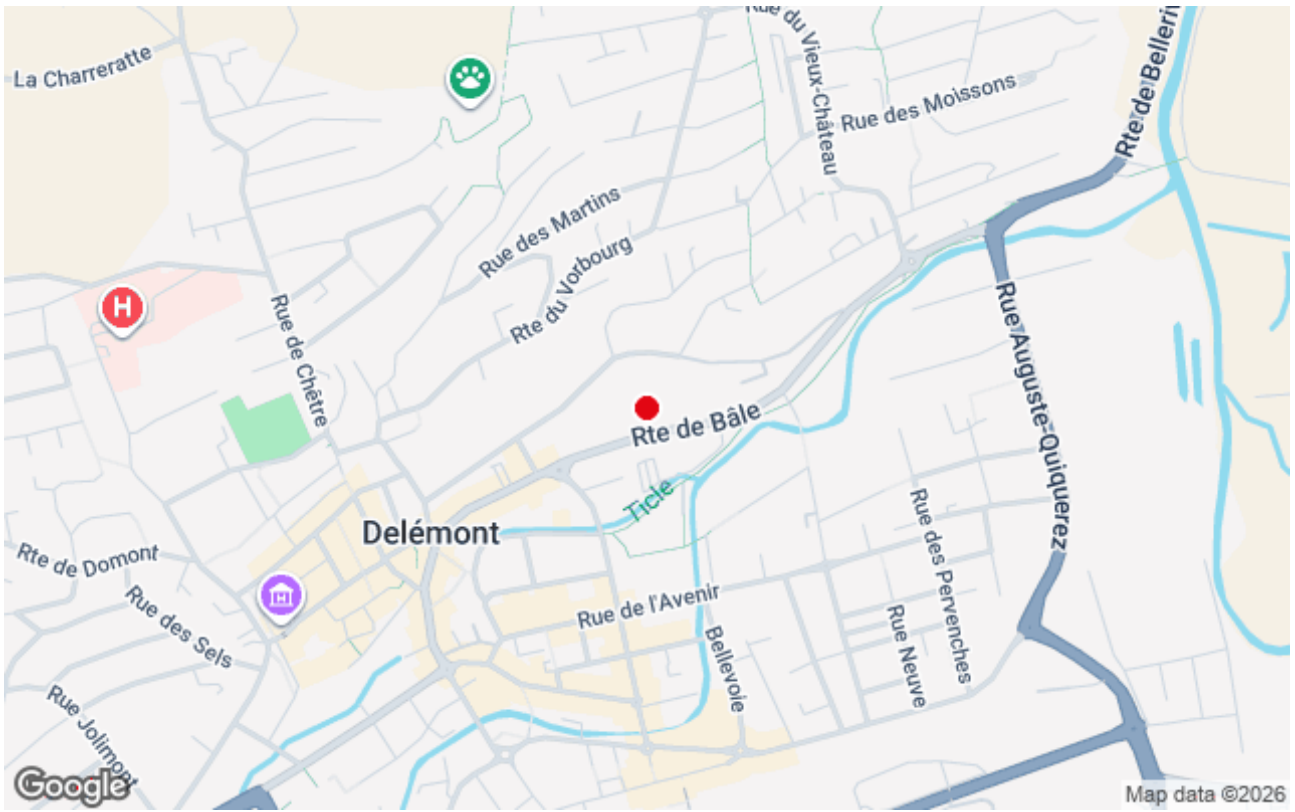 La Charreratte
Rue du Vieux-Château
Rue des Moissons
Rte de Belleri
Rue des Martins
Rte du Vorbourg
H
Rue de Chêtre
Rue Auguste-Quiquerez
Rte de Bâle
Ticle
Delémont
Rue des Pervenches
Rte de Domont
Rue de l'Avenir
Rue des Sels
Bellevoie
Rue Neuve
Rue Jolimont
Google
Map data ©2026